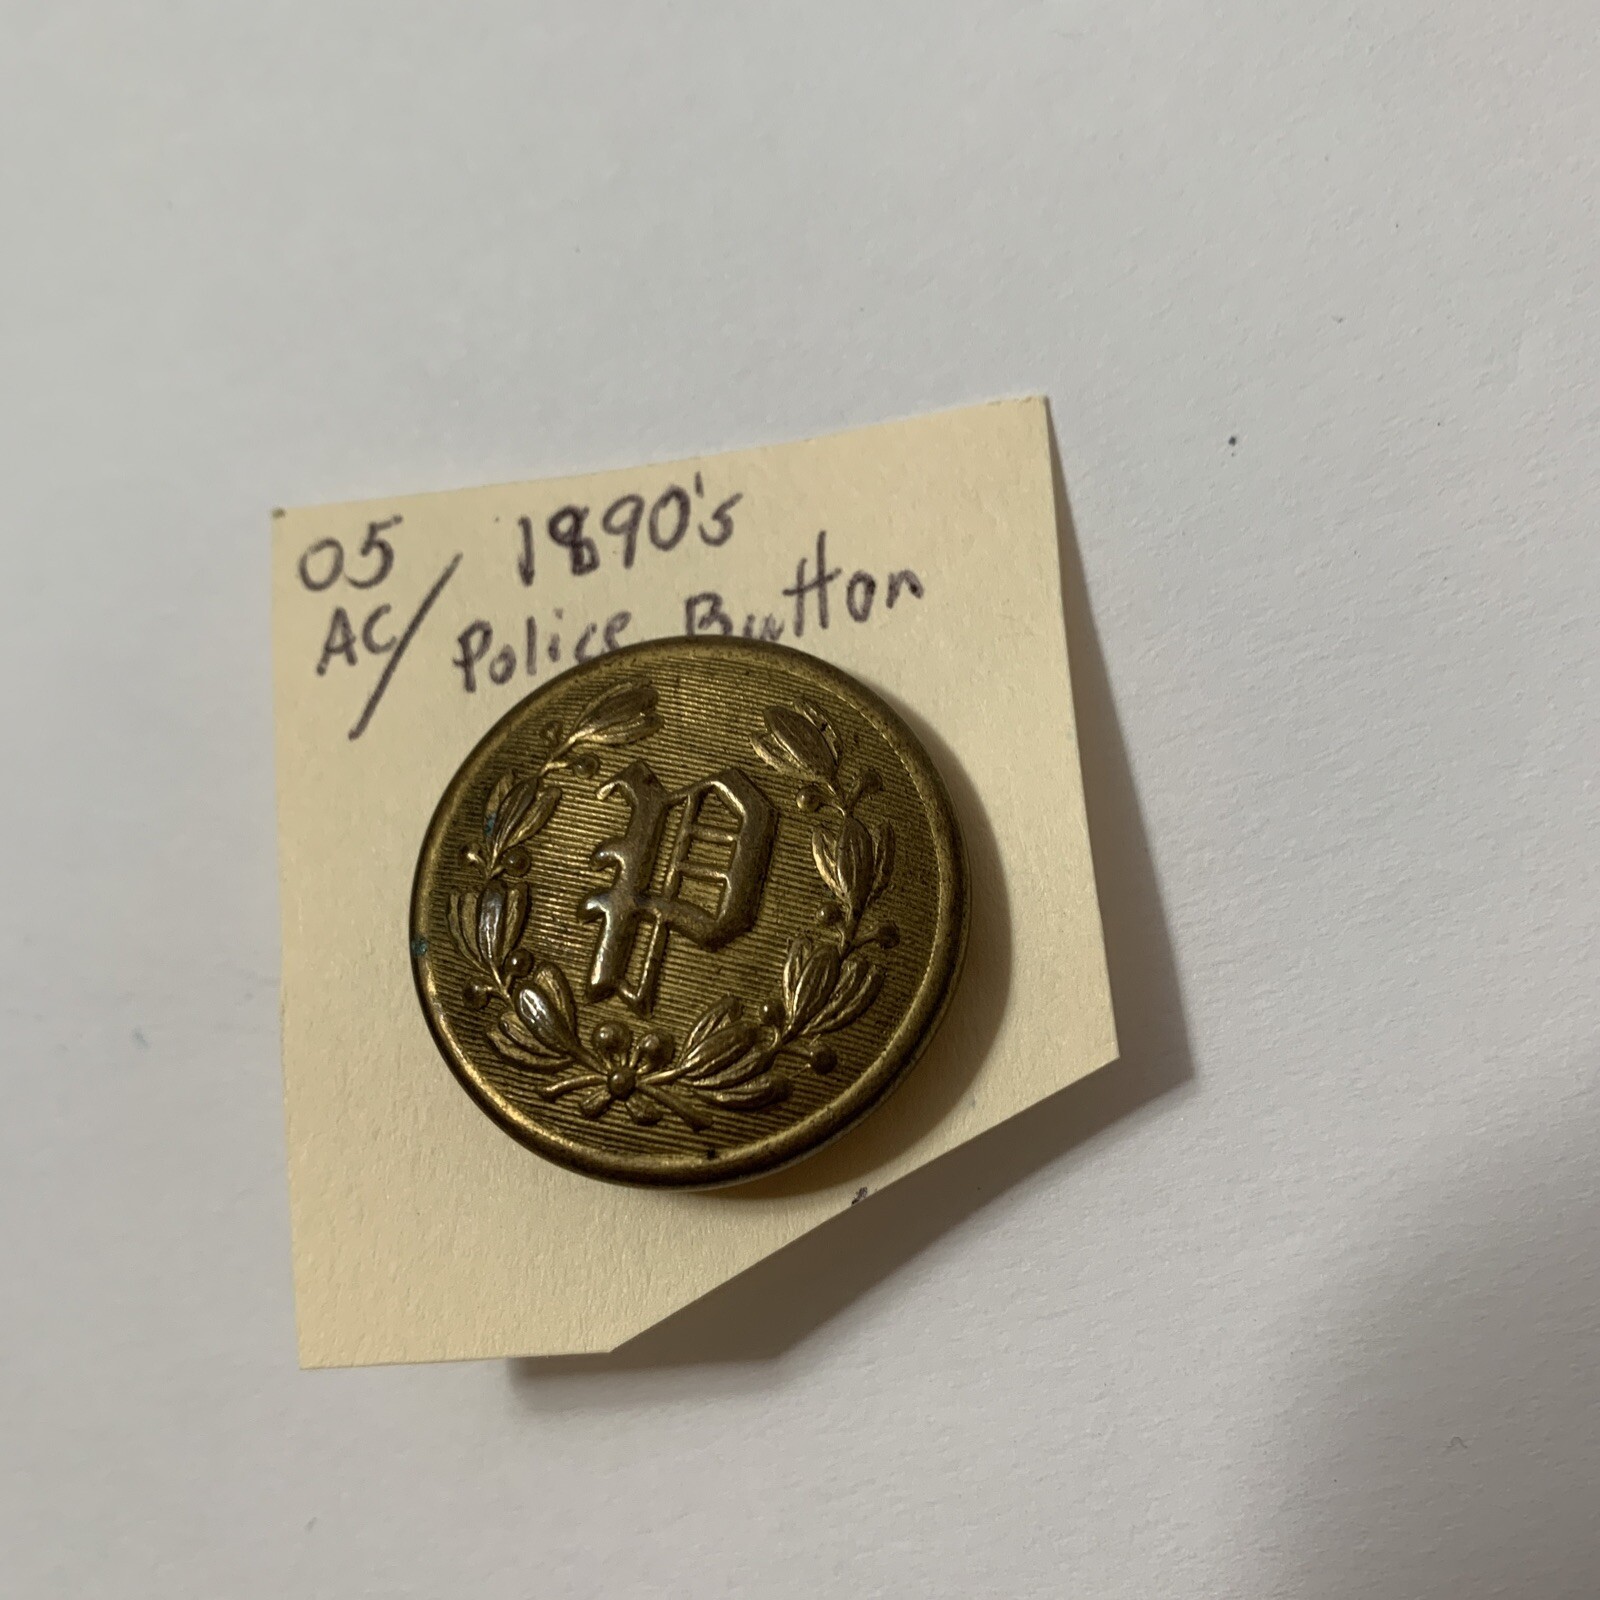 05 / 1890's
AC/ Police Button
P